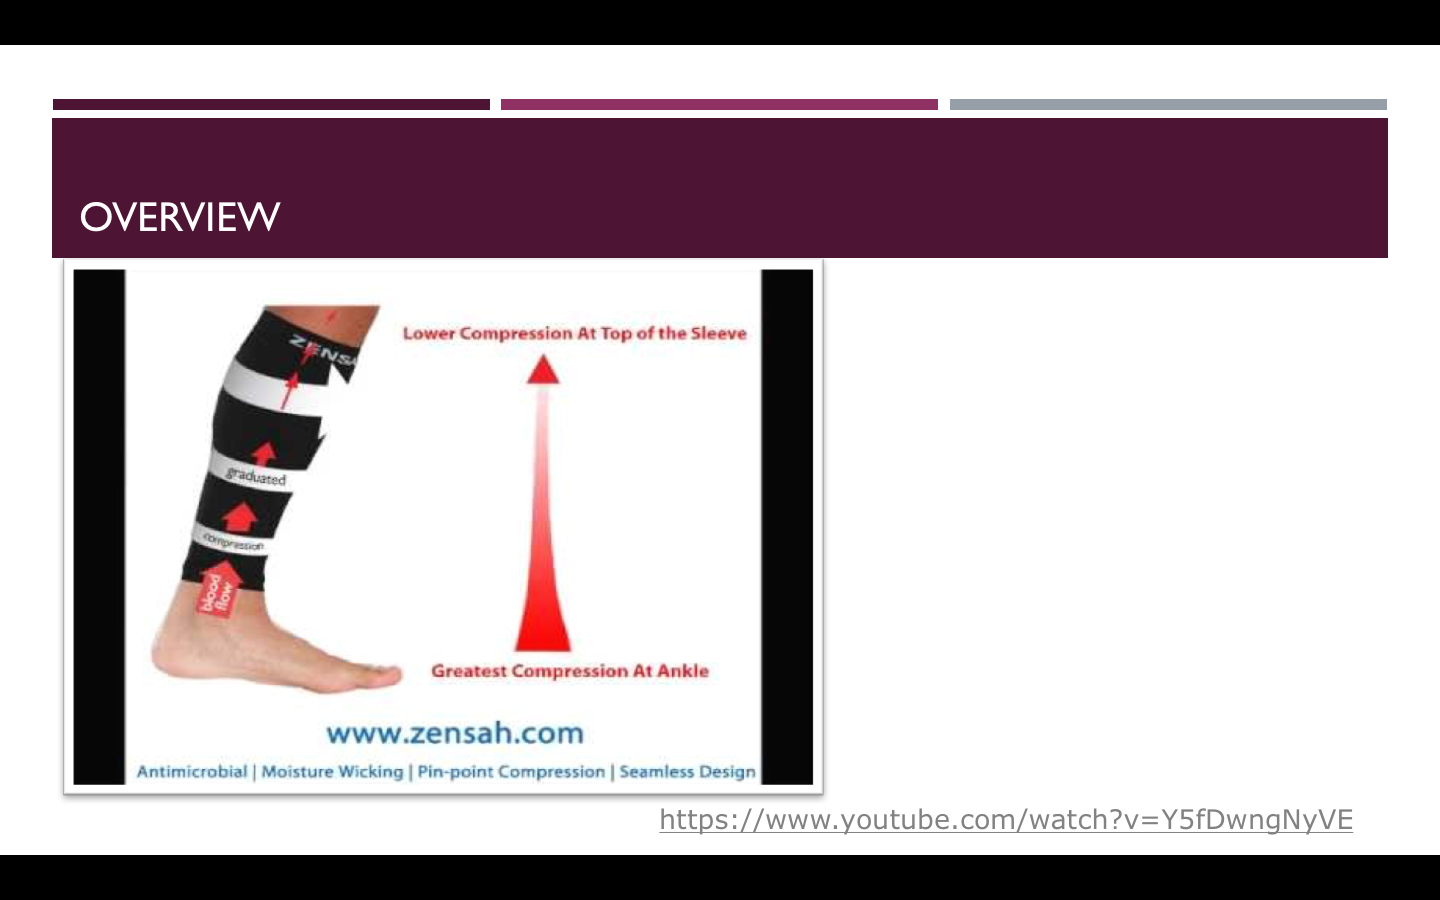 OVERVIEW
ZENSA
Lower Compression At Top of the Sleeve
graduated
compression
blood
flow
Greatest Compression At Ankle
www.zensah.com
Antimicrobial | Moisture Wicking | Pin-point Compression | Seamless Design
https://www.youtube.com/watch?v=Y5fDwngNyVE